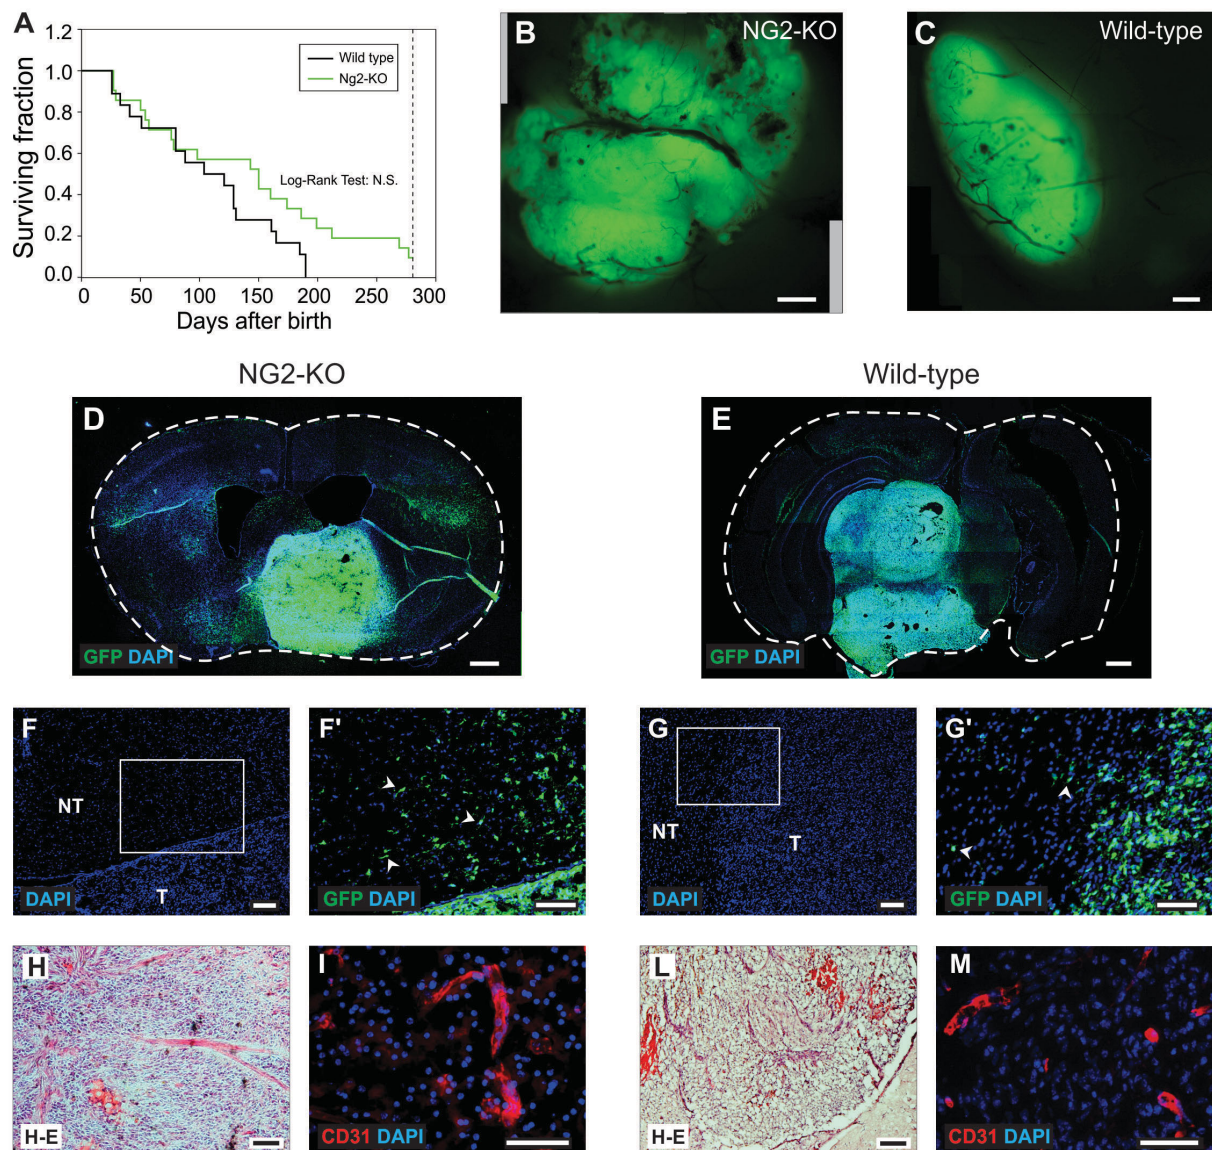 A
1.2
1.0
0.8
0.6
0.4
0.2
0.0
Surviving fraction
Wild type
Ng2-KO
Log-Rank Test: N.S.
0
50
100
150
200
250
300
Days after birth
B
NG2-KO
C
Wild-type
NG2-KO
Wild-type
D
GFP DAPI
E
GFP DAPI
F
NT
T
DAPI
F'
GFP DAPI
G
NT
T
DAPI
G'
GFP DAPI
H
H-E
I
CD31 DAPI
L
H-E
M
CD31 DAPI